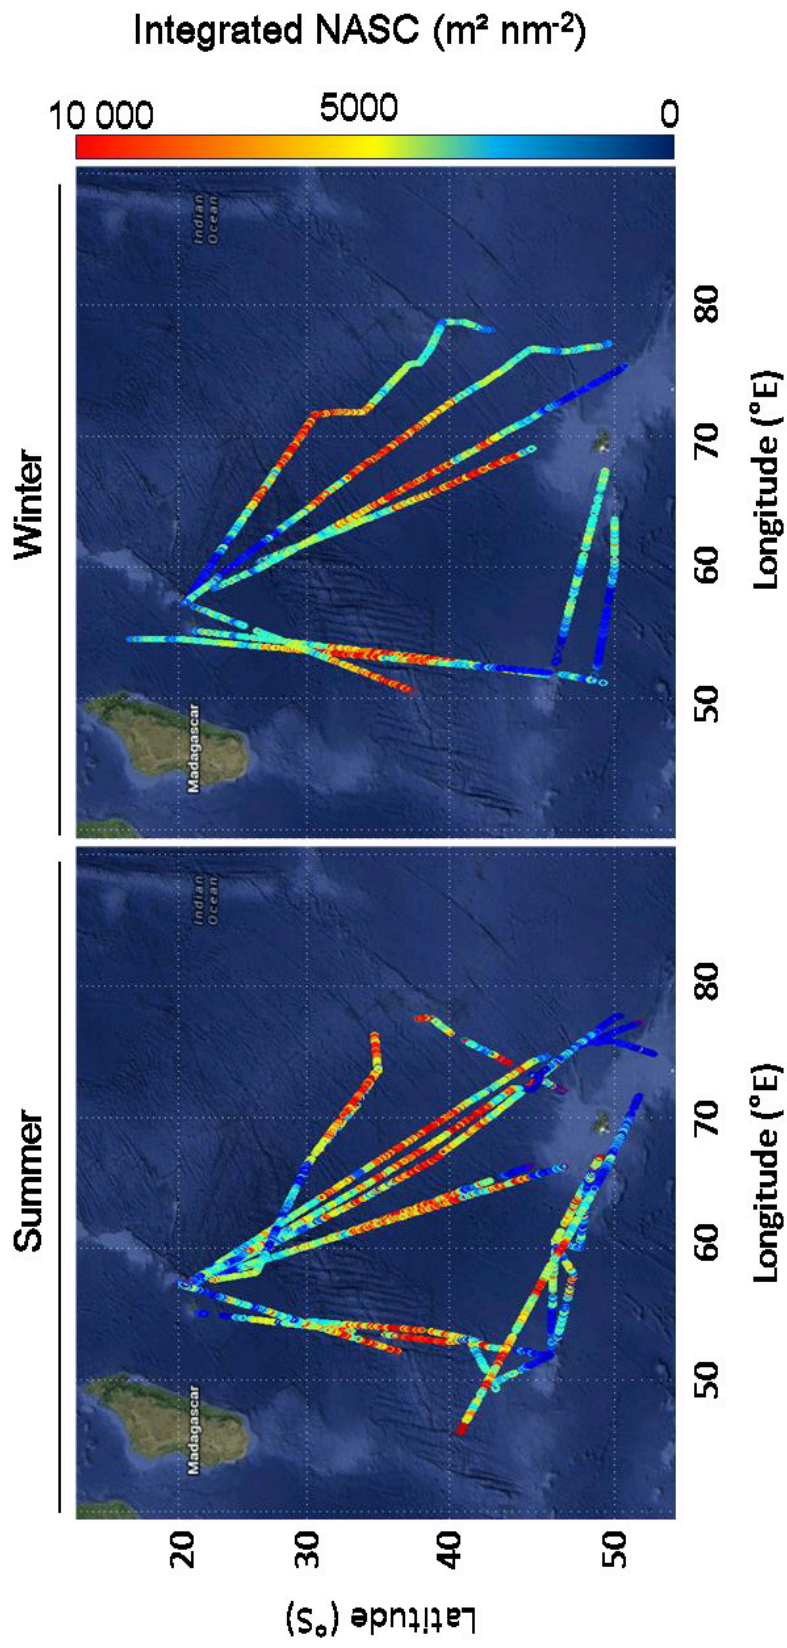 Summer
Winter
Integrated NASC (m² nm-2)
10 000
5000
0
Latitude (°S)
20
30
40
50
Madagascar
Indian
Ocean
50
60
70
80
Longitude (°E)
Madagascar
Indian
Ocean
50
60
70
80
Longitude (°E)